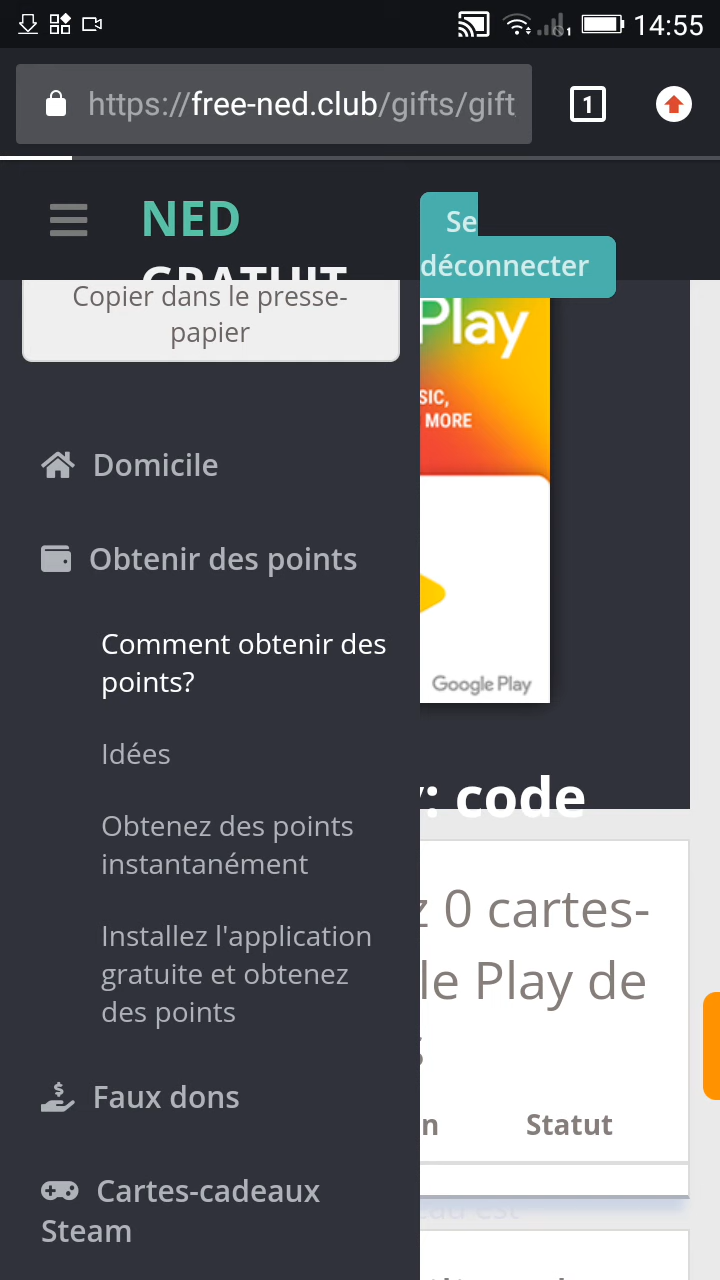 14:55
https://free-ned.club/gifts/gift
1
NED
GRATUIT
Se
déconnecter
Copier dans le presse-
papier
Play
SIC,
MORE
Domicile
Obtenir des points
Comment obtenir des
points?
Google Play
Idées
: code
Obtenez des points
instantanément
z 0 cartes-
Installez l'application
gratuite et obtenez
des points
le Play de
Faux dons
n Statut
Cartes-cadeaux
Steam